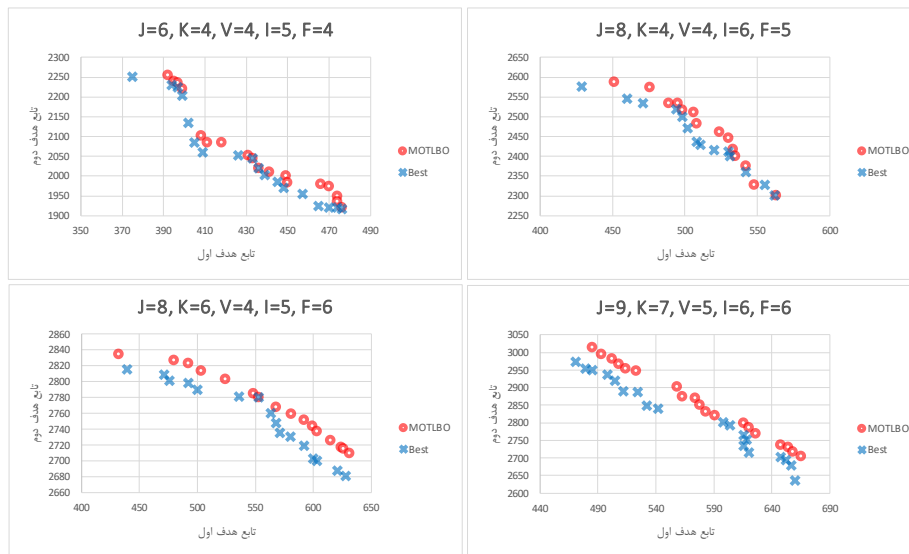 J=6, K=4, V=4, I=5, F=4
2300
2250
2200
2150
2100
2050
2000
1950
1900
350 370 390 410 430 450 470 490
تابع هدف دوم
تابع هدف اول
MOTLBO
Best
J=8, K=4, V=4, I=6, F=5
2650
2600
2550
2500
2450
2400
2350
2300
2250
400 450 500 550 600
تابع هدف دوم
تابع هدف اول
MOTLBO
Best
J=8, K=6, V=4, I=5, F=6
2860
2840
2820
2800
2780
2760
2740
2720
2700
2680
2660
400 450 500 550 600 650
تابع هدف دوم
تابع هدف اول
MOTLBO
Best
J=9, K=7, V=5, I=6, F=6
3050
3000
2950
2900
2850
2800
2750
2700
2650
2600
440 490 540 590 640 690
تابع هدف دوم
تابع هدف اول
MOTLBO
Best